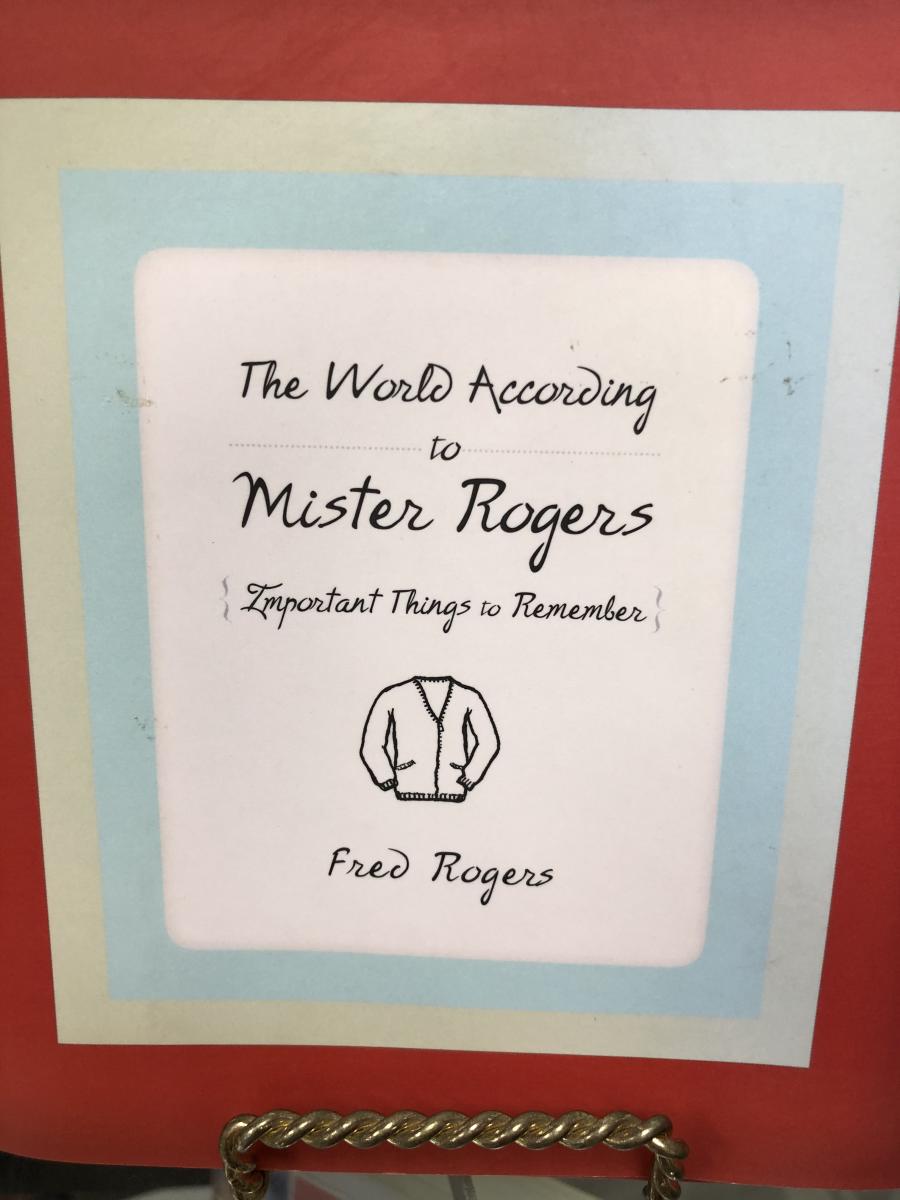 The World According
to
Mister Rogers
{Important Things to Remember}
Fred Rogers